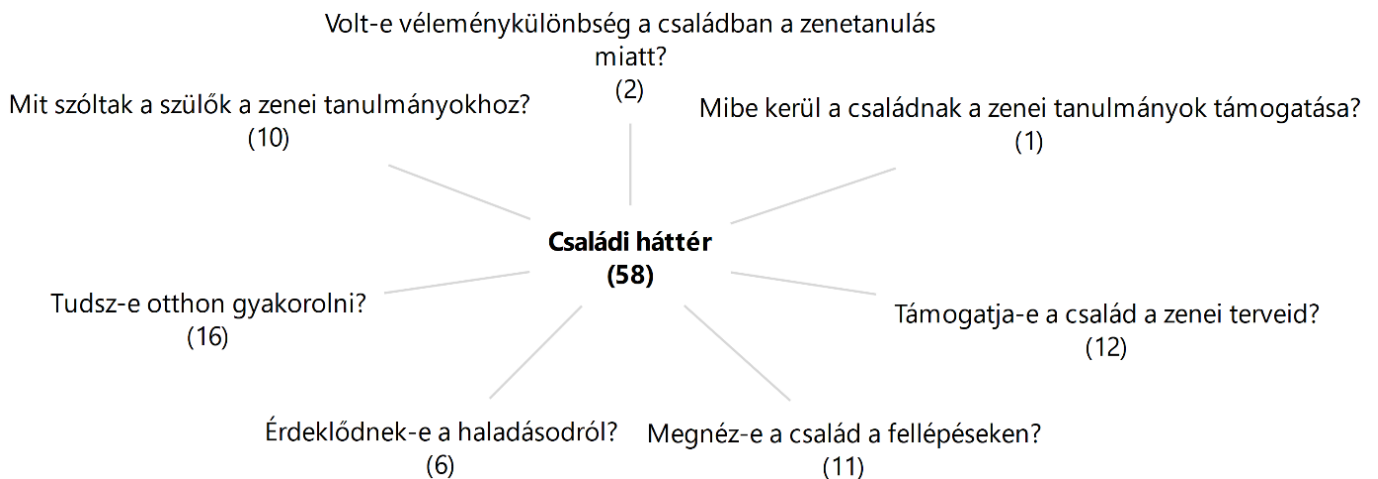 Volt-e véleménykülönbség a családban a zenetanulás
miatt?
(2)
Mit szóltak a szülők a zenei tanulmányokhoz?
(10)
Mibe kerül a családnak a zenei tanulmányok támogatása?
(1)
Családi háttér
(58)
Tudsz-e otthon gyakorolni?
(16)
Támogatja-e a család a zenei terveid?
(12)
Érdeklődnek-e a haladásodról?
(6)
Megnéz-e a család a fellépéseken?
(11)